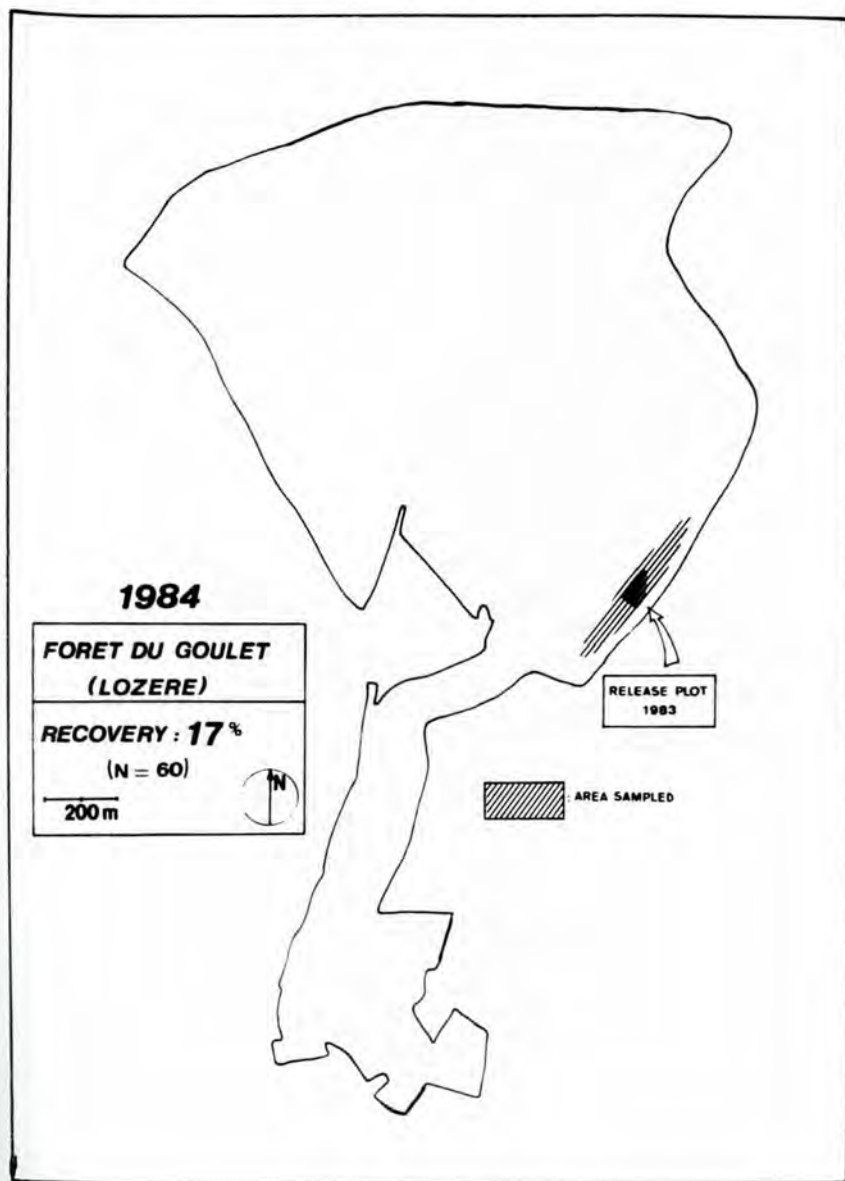 1984
FORET DU GOULET
(LOZERE)
RECOVERY : 17 %
(N = 60)
200 m
N
RELEASE PLOT
1983
: AREA SAMPLED